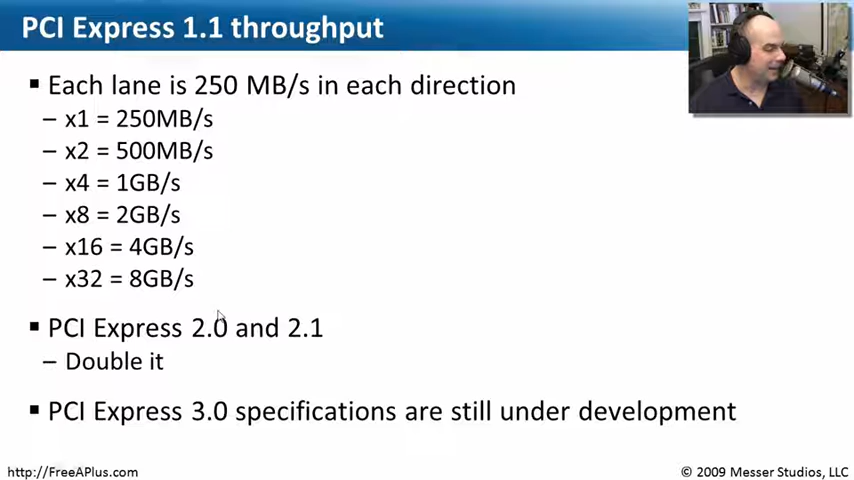 PCI Express 1.1 throughput
▪ Each lane is 250 MB/s in each direction
– x1 = 250MB/s
– x2 = 500MB/s
– x4 = 1GB/s
– x8 = 2GB/s
– x16 = 4GB/s
– x32 = 8GB/s
▪ PCI Express 2.0 and 2.1
– Double it
▪ PCI Express 3.0 specifications are still under development
http://FreeAPlus.com
© 2009 Messer Studios, LLC